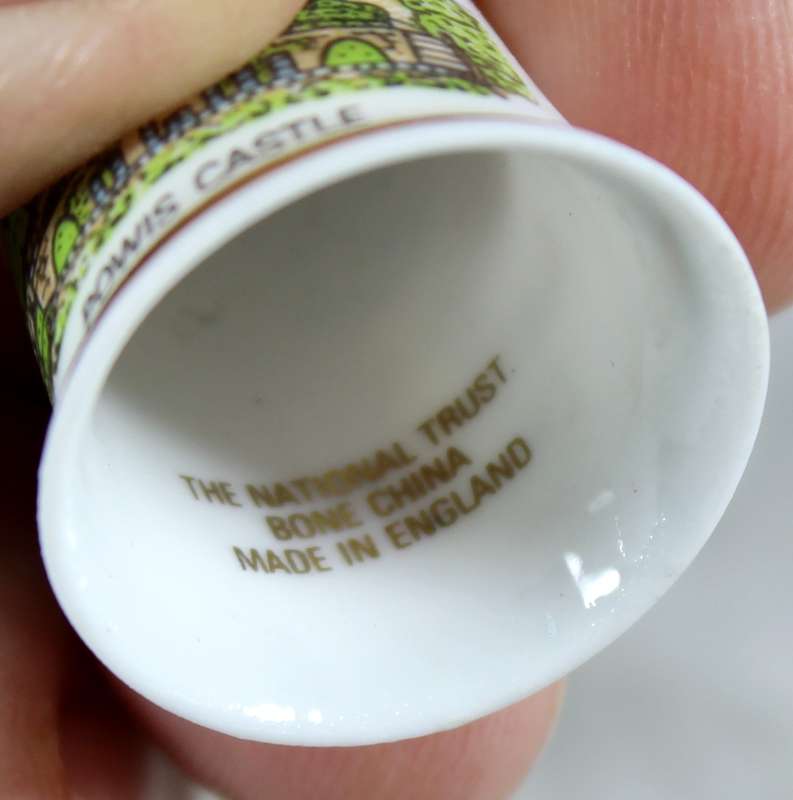 POWIS CASTLE
THE NATIONAL TRUST
BONE CHINA
MADE IN ENGLAND